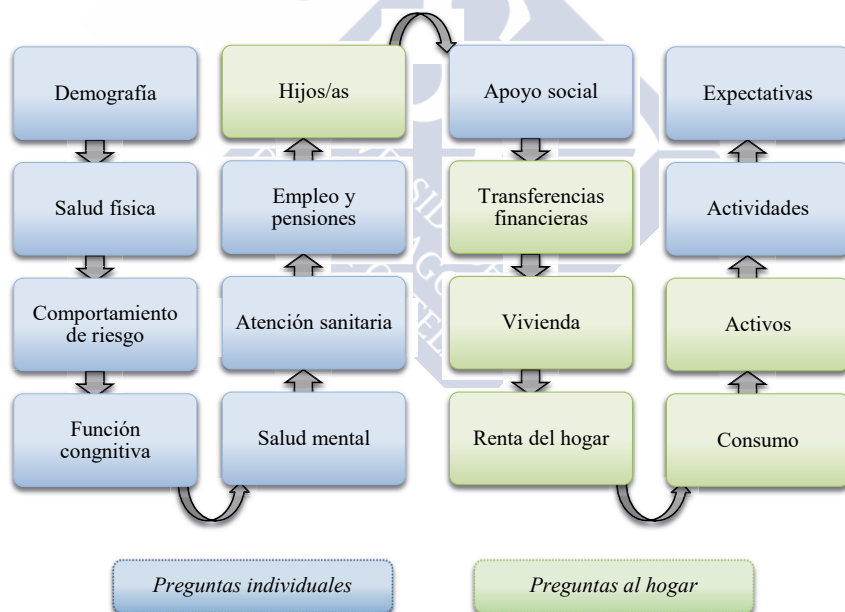 Demografía
Salud física
Comportamiento
de riesgo
Función
congnitiva
Salud mental
Atención sanitaria
Empleo y
pensiones
Hijos/as
Apoyo social
Transferencias
financieras
Vivienda
Renta del hogar
Consumo
Activos
Actividades
Expectativas
Preguntas individuales
Preguntas al hogar